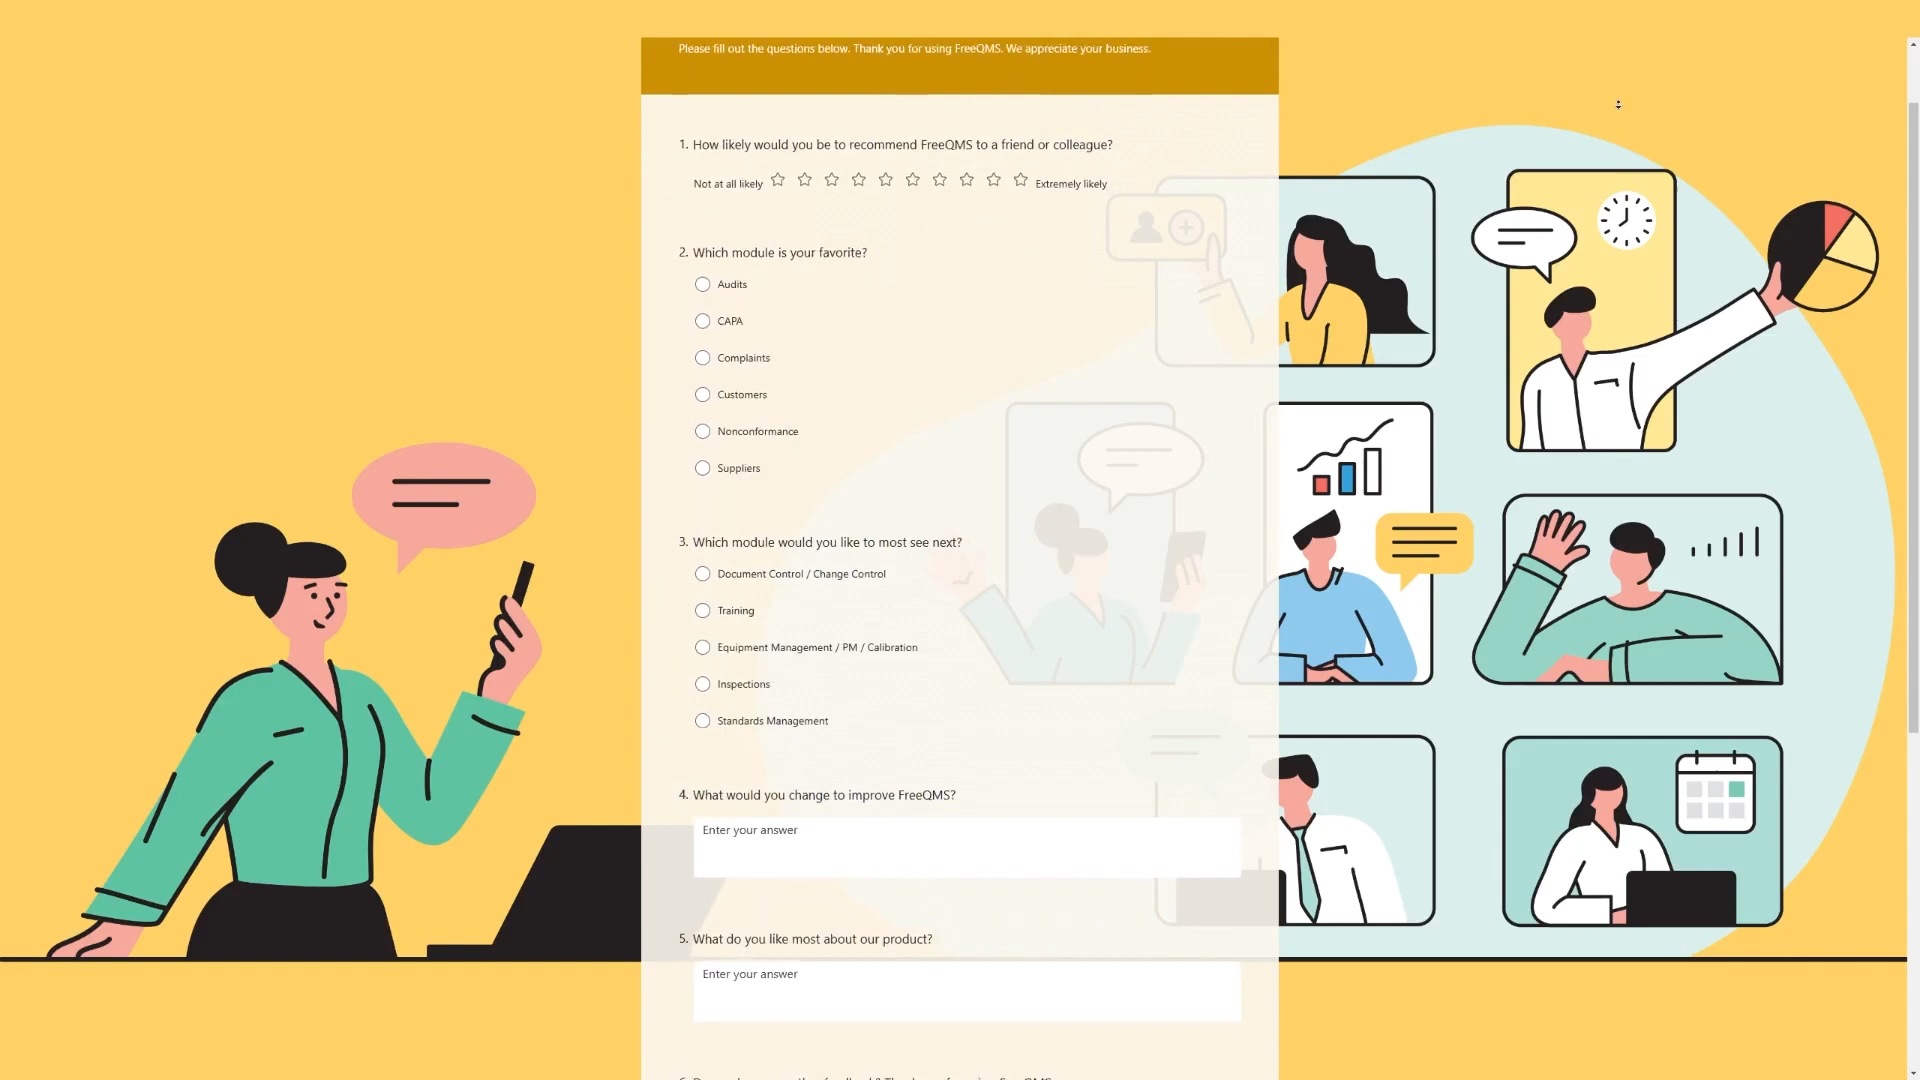 Please fill out the questions below. Thank you for using FreeQMS. We appreciate your business.
1. How likely would you be to recommend FreeQMS to a friend or colleague?
Not at all likely Extremely likely
2. Which module is your favorite?
Audits
CAPA
Complaints
Customers
Nonconformance
Suppliers
3. Which module would you like to most see next?
Document Control / Change Control
Training
Equipment Management / PM / Calibration
Inspections
Standards Management
4. What would you change to improve FreeQMS?
Enter your answer
5. What do you like most about our product?
Enter your answer